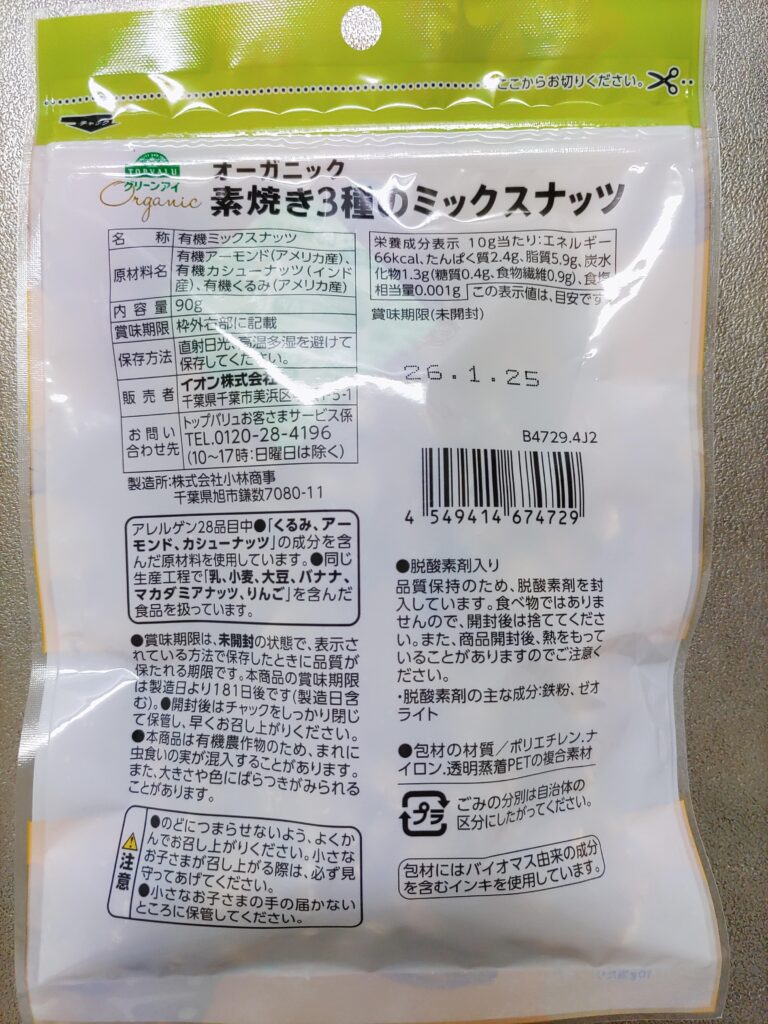 ここからお切りください。
チャック
TOPVALU
グリーンアイ
Organic
オーガニック
素焼き3種のミックスナッツ
名 称 有機ミックスナッツ
原材料名 有機アーモンド(アメリカ産)、
有機カシューナッツ(インド
産)、有機くるみ(アメリカ産)
内 容 量 90g
賞味期限 枠外右部に記載
保存方法 直射日光、高温多湿を避けて
保存してください。
販 売 者 イオン株式会社
千葉県千葉市美浜区 5-1
お問い
合わせ先 トップバリュお客さまサービス係
TEL.0120-28-4196
(10~17時:日曜日は除く)
製造所:株式会社小林商事
千葉県旭市鎌数7080-11
アレルゲン28品目中●「くるみ、アー
モンド、カシューナッツ」の成分を含
んだ原材料を使用しています。●同じ
生産工程で「乳、小麦、大豆、バナナ、
マカダミアナッツ、りんご」を含んだ
食品を扱っています。
●賞味期限は、未開封の状態で、表示さ
れている方法で保存したときに品質が
保たれる期限です。本商品の賞味期限
は製造日より181日後です(製造日含
む)。●開封後はチャックをしっかり閉じ
て保管し、早くお召し上がりください。
●本商品は有機農作物のため、まれに
虫食いの実が混入することがあります。
また、大きさや色にばらつきがみられる
ことがあります。
注意
●のどにつまらせないよう、よくか
んでお召し上がりください。小さな
お子さまが召し上がる際は、必ず見
守ってあげてください。
●小さなお子さまの手の届かない
ところに保管してください。
栄養成分表示 10g当たり:エネルギー
66kcal、たんぱく質2.4g、脂質5.9g、炭水
化物1.3g(糖質0.4g、食物繊維0.9g)、食塩
相当量0.001g この表示値は、目安です
賞味期限(未開封)
26.1.25
B4729.4J2
4 549414 674729
●脱酸素剤入り
品質保持のため、脱酸素剤を封
入しています。食べ物ではありま
せんので、開封後は捨ててくださ
い。また、商品開封後、熱をもって
いることがありますのでご注意く
ださい。
・脱酸素剤の主な成分:鉄粉、ゼオ
ライト
●包材の材質/ポリエチレン.ナ
イロン.透明蒸着PETの複合素材
プラ
ごみの分別は自治体の
区分にしたがってください。
包材にはバイオマス由来の成分
を含むインキを使用しています。